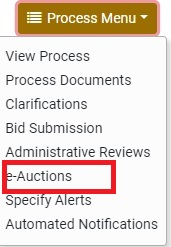 Process Menu
View Process
Process Documents
Clarifications
Bid Submission
Administrative Reviews
e-Auctions
Specify Alerts
Automated Notifications